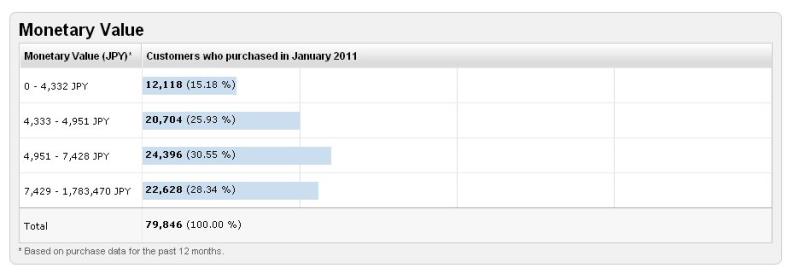 Monetary Value
Monetary Value (JPY)* Customers who purchased in January 2011
0 - 4,332 JPY 12,118 (15.18 %)
4,333 - 4,951 JPY 20,704 (25.93 %)
4,951 - 7,428 JPY 24,396 (30.55 %)
7,429 - 1,783,470 JPY 22,628 (28.34 %)
Total 79,846 (100.00 %)
* Based on purchase data for the past 12 months.